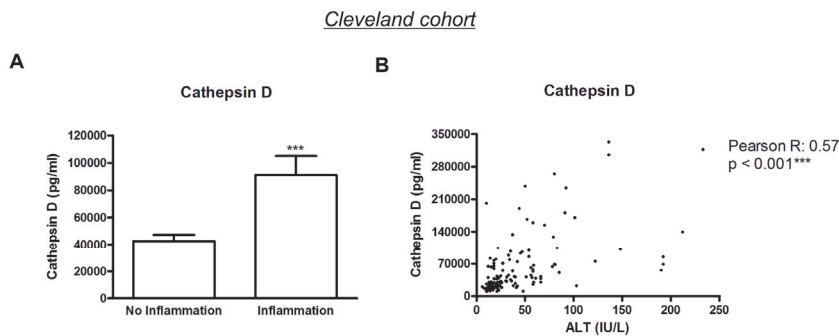 Cleveland cohort
A
Cathepsin D
Cathepsin D (pg/ml)
120000
100000
80000
60000
40000
20000
0
***
No Inflammation
Inflammation
B
Cathepsin D
Cathepsin D (pg/ml)
350000
280000
210000
140000
70000
0
0
50
100
150
200
250
ALT (IU/L)
Pearson R: 0.57
p < 0.001***